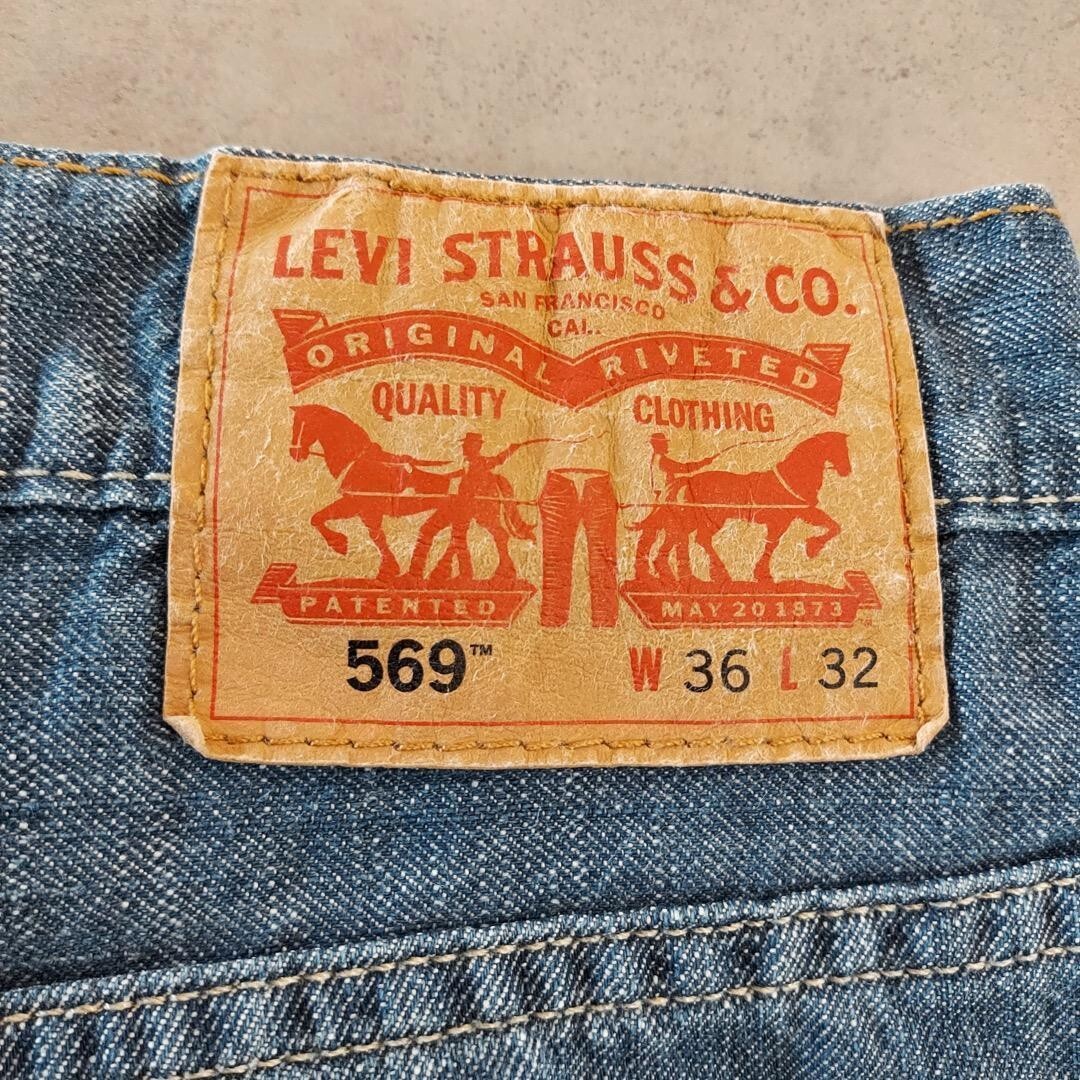 LEVI STRAUSS & CO.
SAN FRANCISCO
CAL.
ORIGINAL RIVETED
QUALITY CLOTHING
PATENTED MAY 20 1873
569™ W 36 L 32